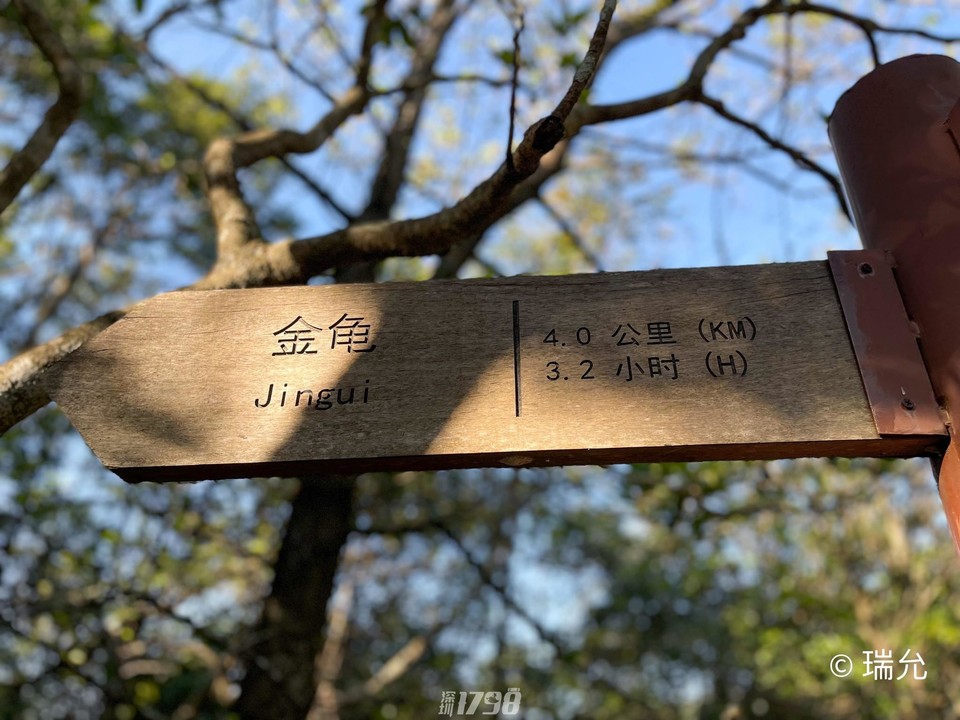 金龟
Jingui
4.0 公里 (KM)
3.2 小时 (H)
© 瑞允
深圳1798